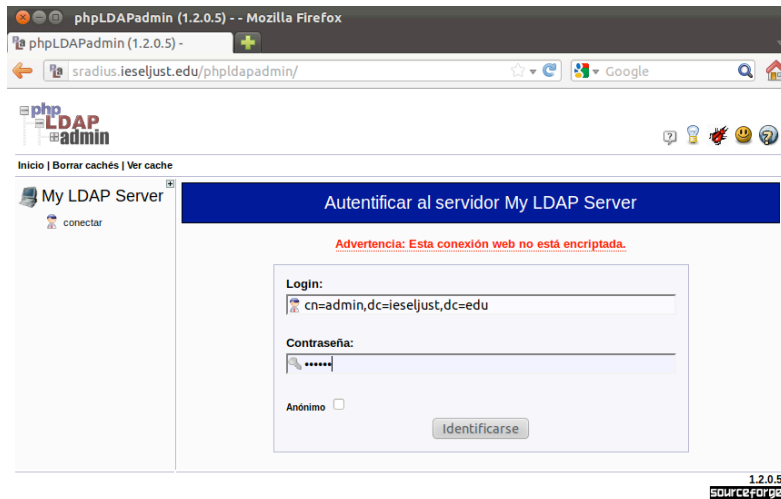 phpLDAPadmin (1.2.0.5) - - Mozilla Firefox
phpLDAPadmin (1.2.0.5) -
sradius.ieseljust.edu/phpldapadmin/
Google
php
LDAP
admin
Inicio | Borrar cachés | Ver cache
My LDAP Server
conectar
Autentificar al servidor My LDAP Server
Advertencia: Esta conexión web no está encriptada.
Login:
cn=admin,dc=ieseljust,dc=edu
Contraseña:
••••••
Anónimo
Identificarse
1.2.0.5
sourceforge